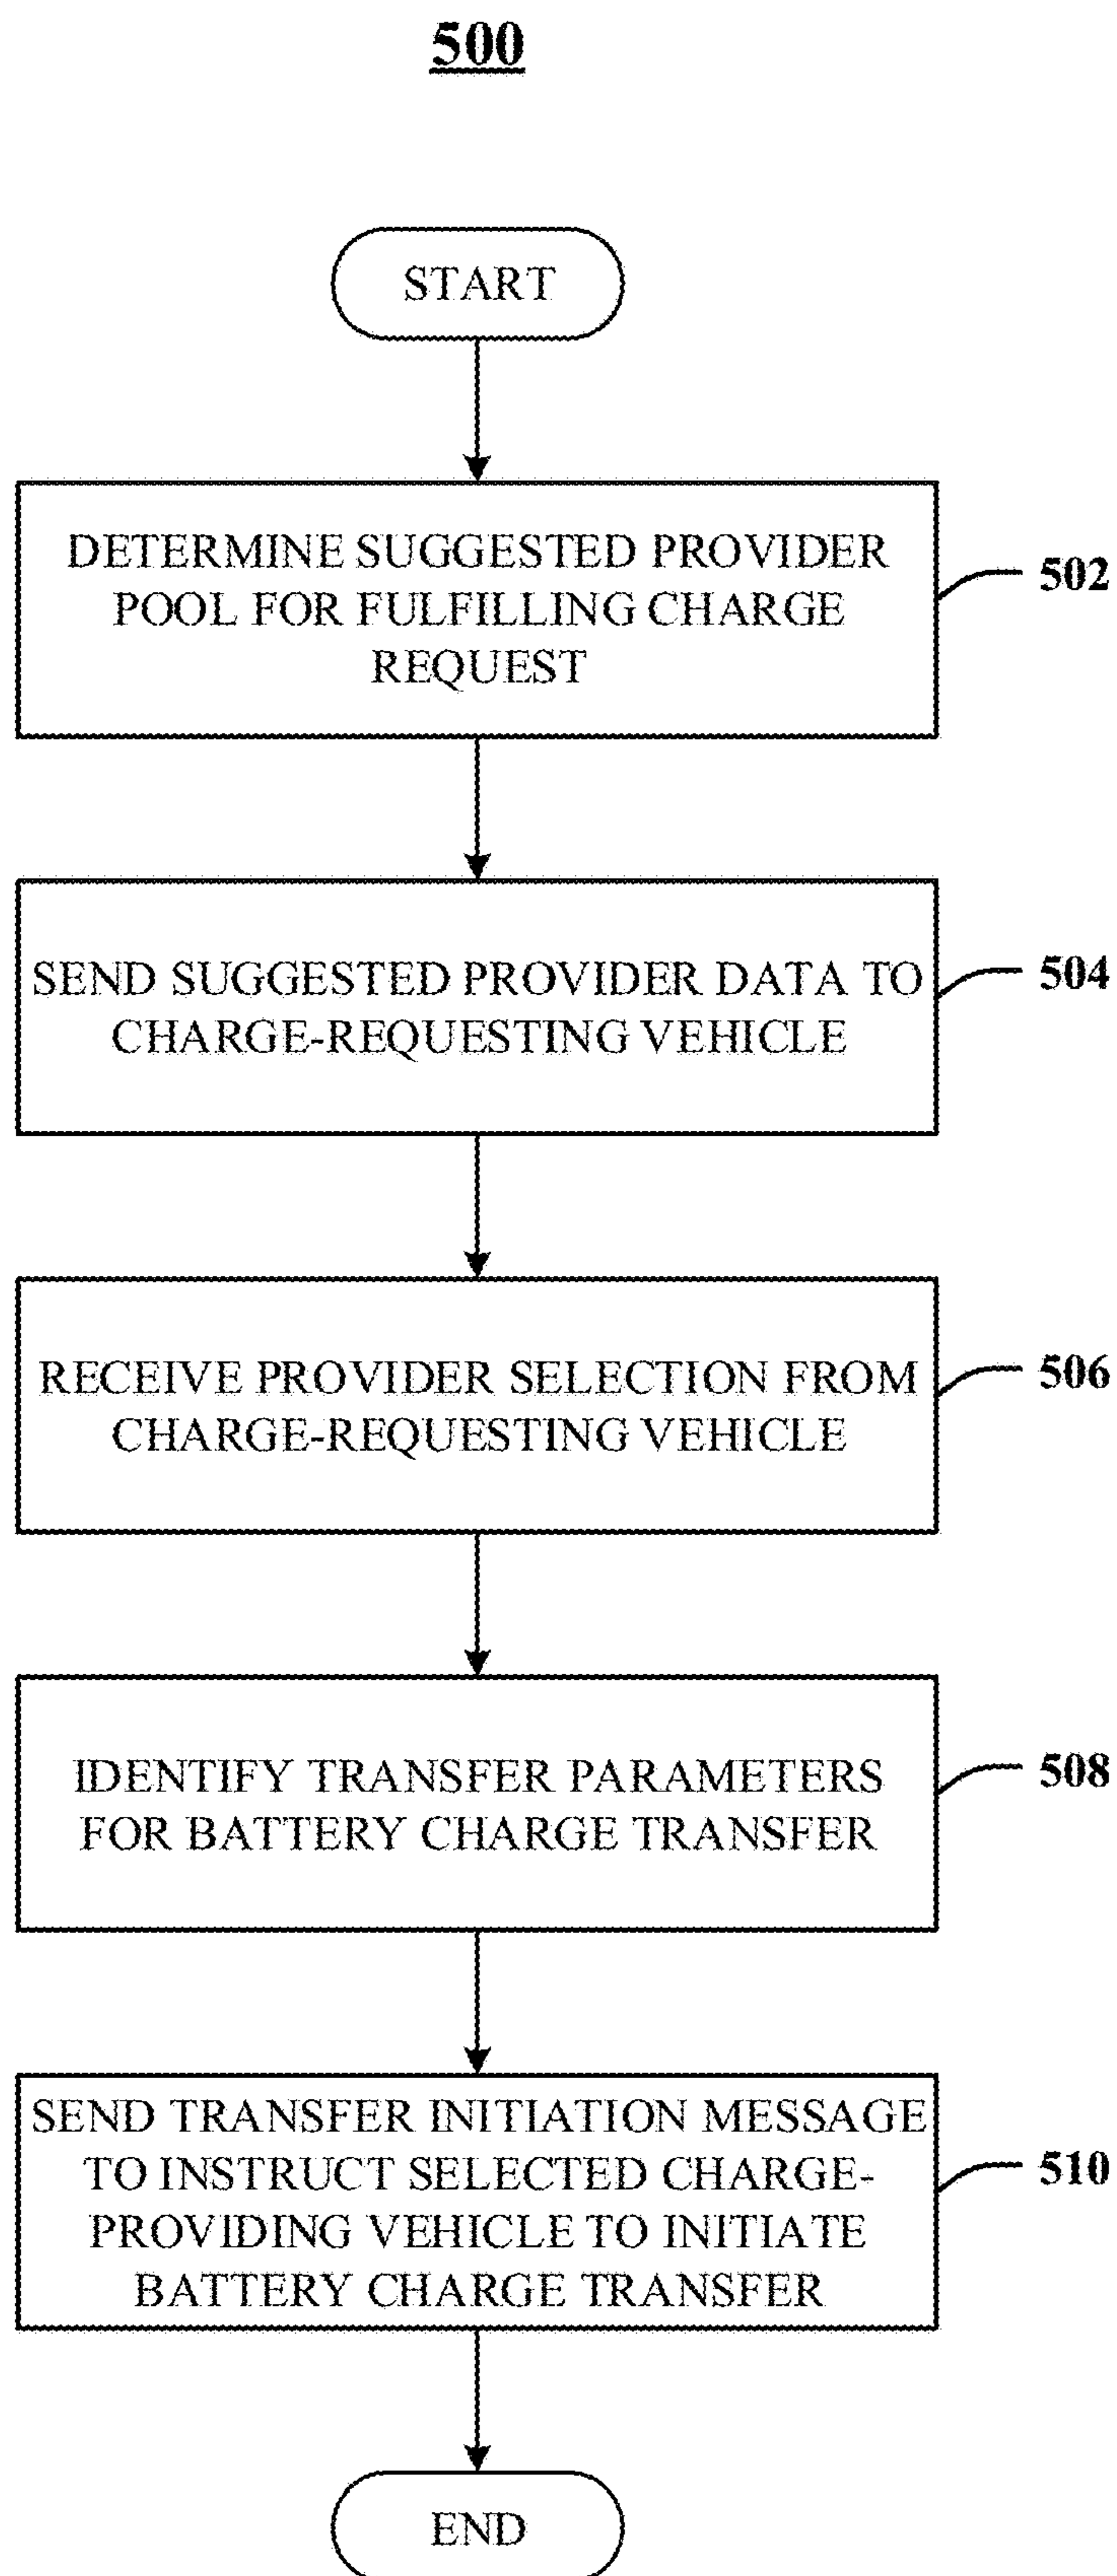 500
START
DETERMINE SUGGESTED PROVIDER
POOL FOR FULFILLING CHARGE
REQUEST
502
SEND SUGGESTED PROVIDER DATA TO
CHARGE-REQUESTING VEHICLE
504
RECEIVE PROVIDER SELECTION FROM
CHARGE-REQUESTING VEHICLE
506
IDENTIFY TRANSFER PARAMETERS
FOR BATTERY CHARGE TRANSFER
508
SEND TRANSFER INITIATION MESSAGE
TO INSTRUCT SELECTED CHARGE-
PROVIDING VEHICLE TO INITIATE
BATTERY CHARGE TRANSFER
510
END